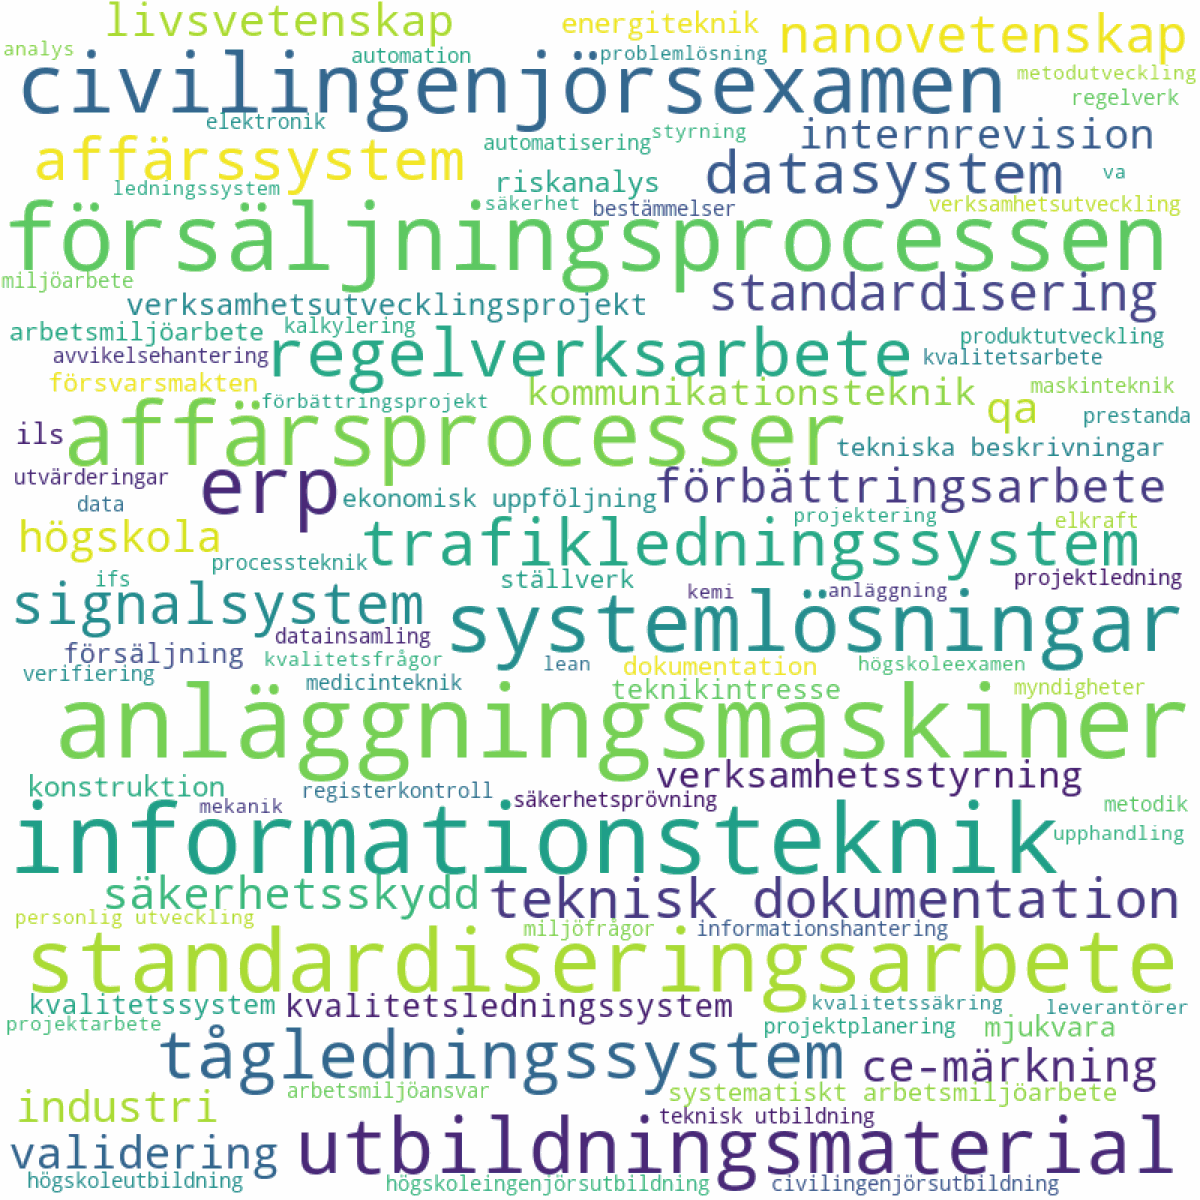 livsvetenskap
energiteknik
nanovetenskap
analys
automation
problemlösning
civilingenjörsexamen
metodutveckling
regelverk
elektronik
automatisering
styrning
internrevision
affärssystem
datasystem
va
ledningssystem
riskanalys
säkerhet
bestämmelser
verksamhetsutveckling
försäljningsprocessen
miljöarbete
verksamhetsutvecklingsprojekt
standardisering
arbetsmiljöarbete
kalkylering
regelverksarbete
produktutveckling
avvikelsehantering
kvalitetsarbete
försvarsmakten
förbättringsprojekt
kommunikationsteknik
maskinteknik
qa
prestanda
ils
affärsprocesser
tekniska beskrivningar
utvärderingar
erp
ekonomisk uppföljning
förbättringsarbete
data
högskola
trafikledningssystem
projektering
elkraft
processteknik
ifs
ställverk
kemi
anläggning
projektledning
signalsystem
systemlösningar
datainsamling
försäljning
kvalitetsfrågor
lean
dokumentation
högskoleexamen
verifiering
medicinteknik
teknikintresse
myndigheter
anläggningsmaskiner
konstruktion
registerkontroll
verksamhetsstyrning
mekanik
säkerhetsprövning
metodik
informationsteknik
upphandling
säkerhetsskydd
teknisk dokumentation
personlig utveckling
miljöfrågor
informationshantering
standardiseringsarbete
kvalitetssystem
kvalitetsledningssystem
kvalitetssäkring
leverantörer
projektarbete
projektplanering
mjukvara
tågledningssystem
ce-märkning
arbetsmiljöansvar
systematiskt arbetsmiljöarbete
industri
teknisk utbildning
validering
utbildningsmaterial
högskoleutbildning
högskoleingenjörsutbildning
civilingenjörsutbildning